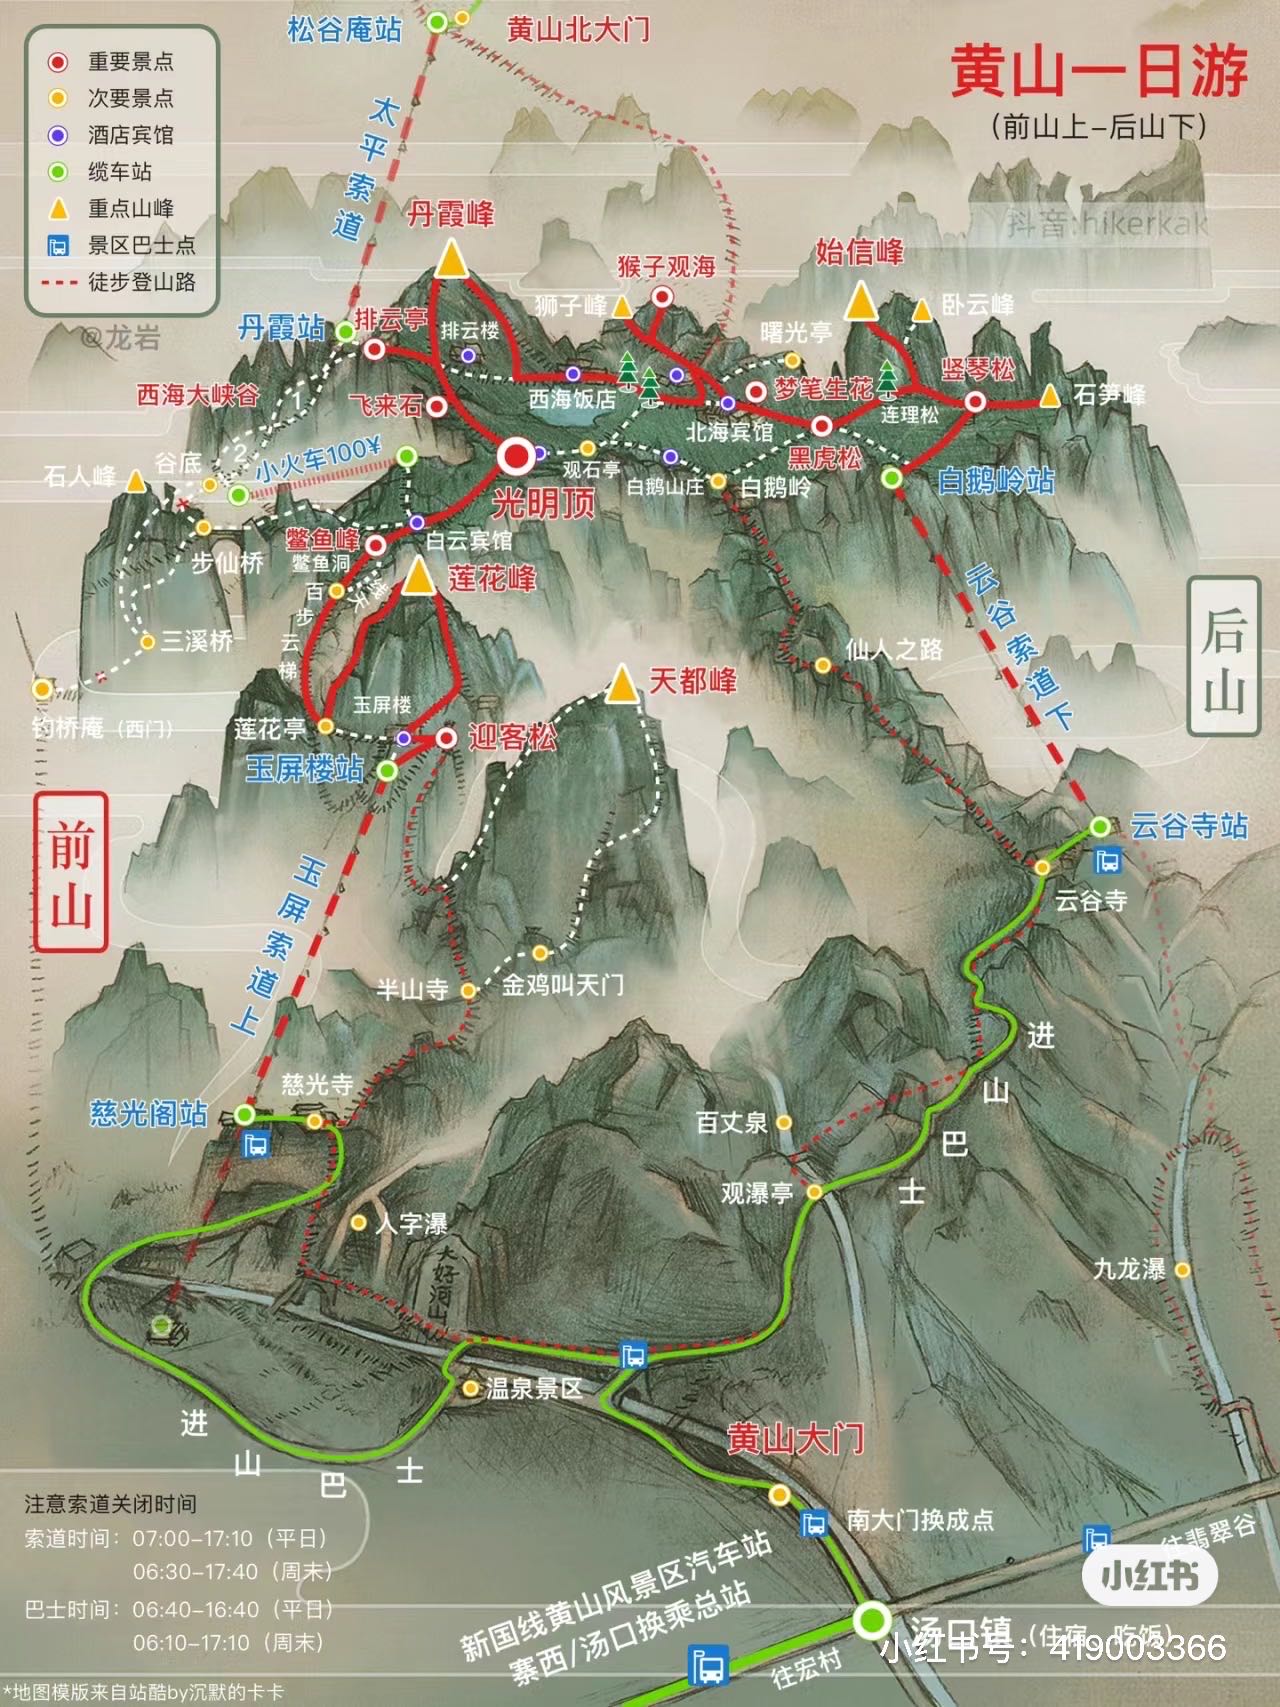 松谷庵站
黄山北大门
重要景点
次要景点
酒店宾馆
缆车站
重点山峰
景区巴士点
徒步登山路
黄山一日游
(前山上-后山下)
抖音:hikerkak
太平索道
丹霞峰
猴子观海
始信峰
狮子峰
卧云峰
丹霞站
排云亭
排云楼
曙光亭
@龙岩
西海大峡谷
1
飞来石
西海饭店
梦笔生花
竖琴松
石笋峰
连理松
北海宾馆
黑虎松
石人峰
谷底
2
小火车100¥
观石亭
白鹅山庄
白鹅岭
白鹅岭站
光明顶
鳌鱼峰
白云宾馆
步仙桥
鳌鱼洞
莲花峰
百步云梯
一线天
云谷索道下
后山
三溪桥
仙人之路
天都峰
玉屏楼
钓桥庵(西门)
莲花亭
迎客松
玉屏楼站
前山
云谷寺站
云谷寺
玉屏索道上
半山寺
金鸡叫天门
进山巴士
慈光寺
慈光阁站
百丈泉
观瀑亭
人字瀑
大好河山
九龙瀑
温泉景区
进山巴士
黄山大门
南大门换成点
注意索道关闭时间
索道时间：07:00-17:10（平日）
06:30-17:40（周末）
巴士时间：06:40-16:40（平日）
06:10-17:10（周末）
往翡翠谷
小红书
新国线黄山风景区汽车站
寨西/汤口换乘总站
汤口镇(住宿、吃饭)
小红书号：419003366
往宏村
*地图模版来自站酷by沉默的卡卡